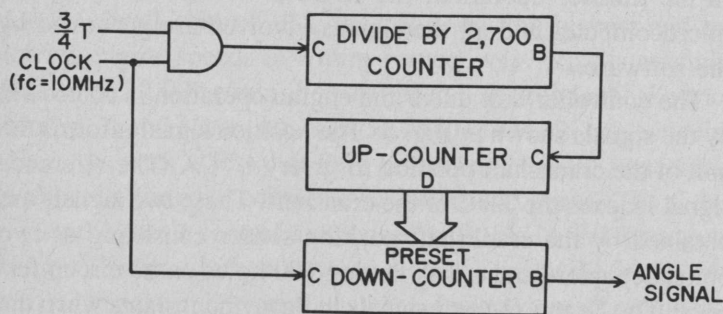 3/4 T
CLOCK
(fc=10MHz)
C DIVIDE BY 2,700 B
COUNTER
UP-COUNTER C
D
PRESET
C DOWN-COUNTER B
ANGLE
SIGNAL